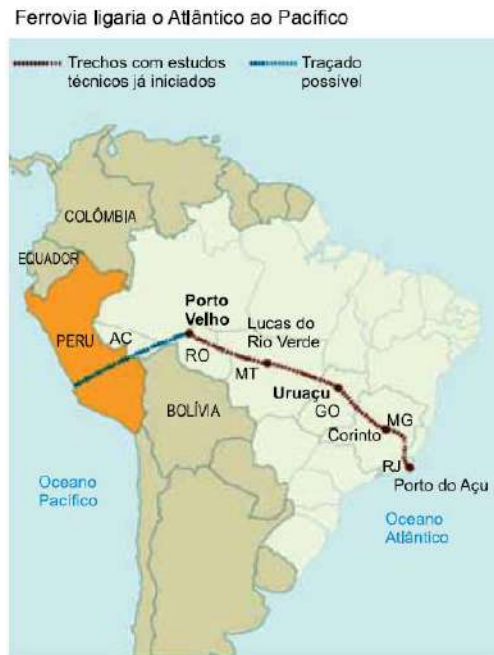 Ferrovia ligaria o Atlântico ao Pacífico
Trechos com estudos
técnicos já iniciados
Traçado
possível
COLÔMBIA
EQUADOR
PERU
AC
Porto
Velho
RO
Lucas do
Rio Verde
MT
Uruaçu
GO
BOLÍVIA
MG
Corinto
RJ
Porto do Açu
Oceano
Pacífico
Oceano
Atlântico